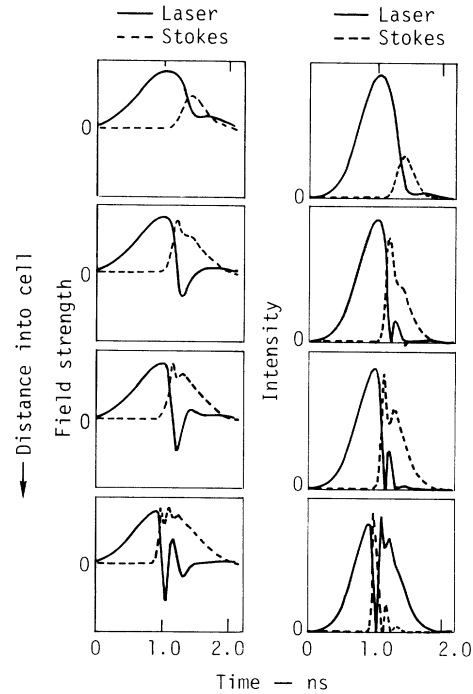 Laser
Stokes
Laser
Stokes
0
0
0
0
0
0
0
0
Distance into cell
Field strength
Intensity
0 1.0 2.0
0 1.0 2.0
Time — ns